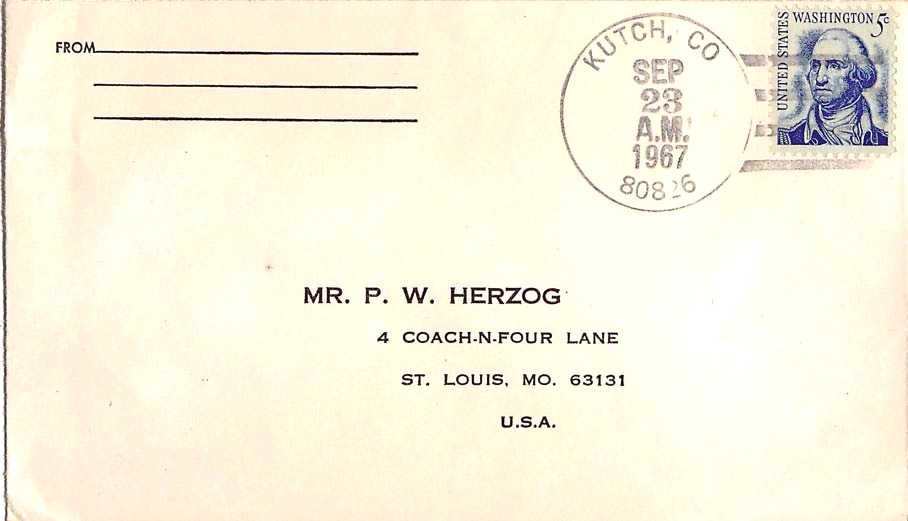 FROM
KUTCH, CO
SEP
23
A.M.
1967
80826
UNITED STATES
WASHINGTON 5c
MR. P. W. HERZOG
4 COACH-N-FOUR LANE
ST. LOUIS, MO. 63131
U.S.A.